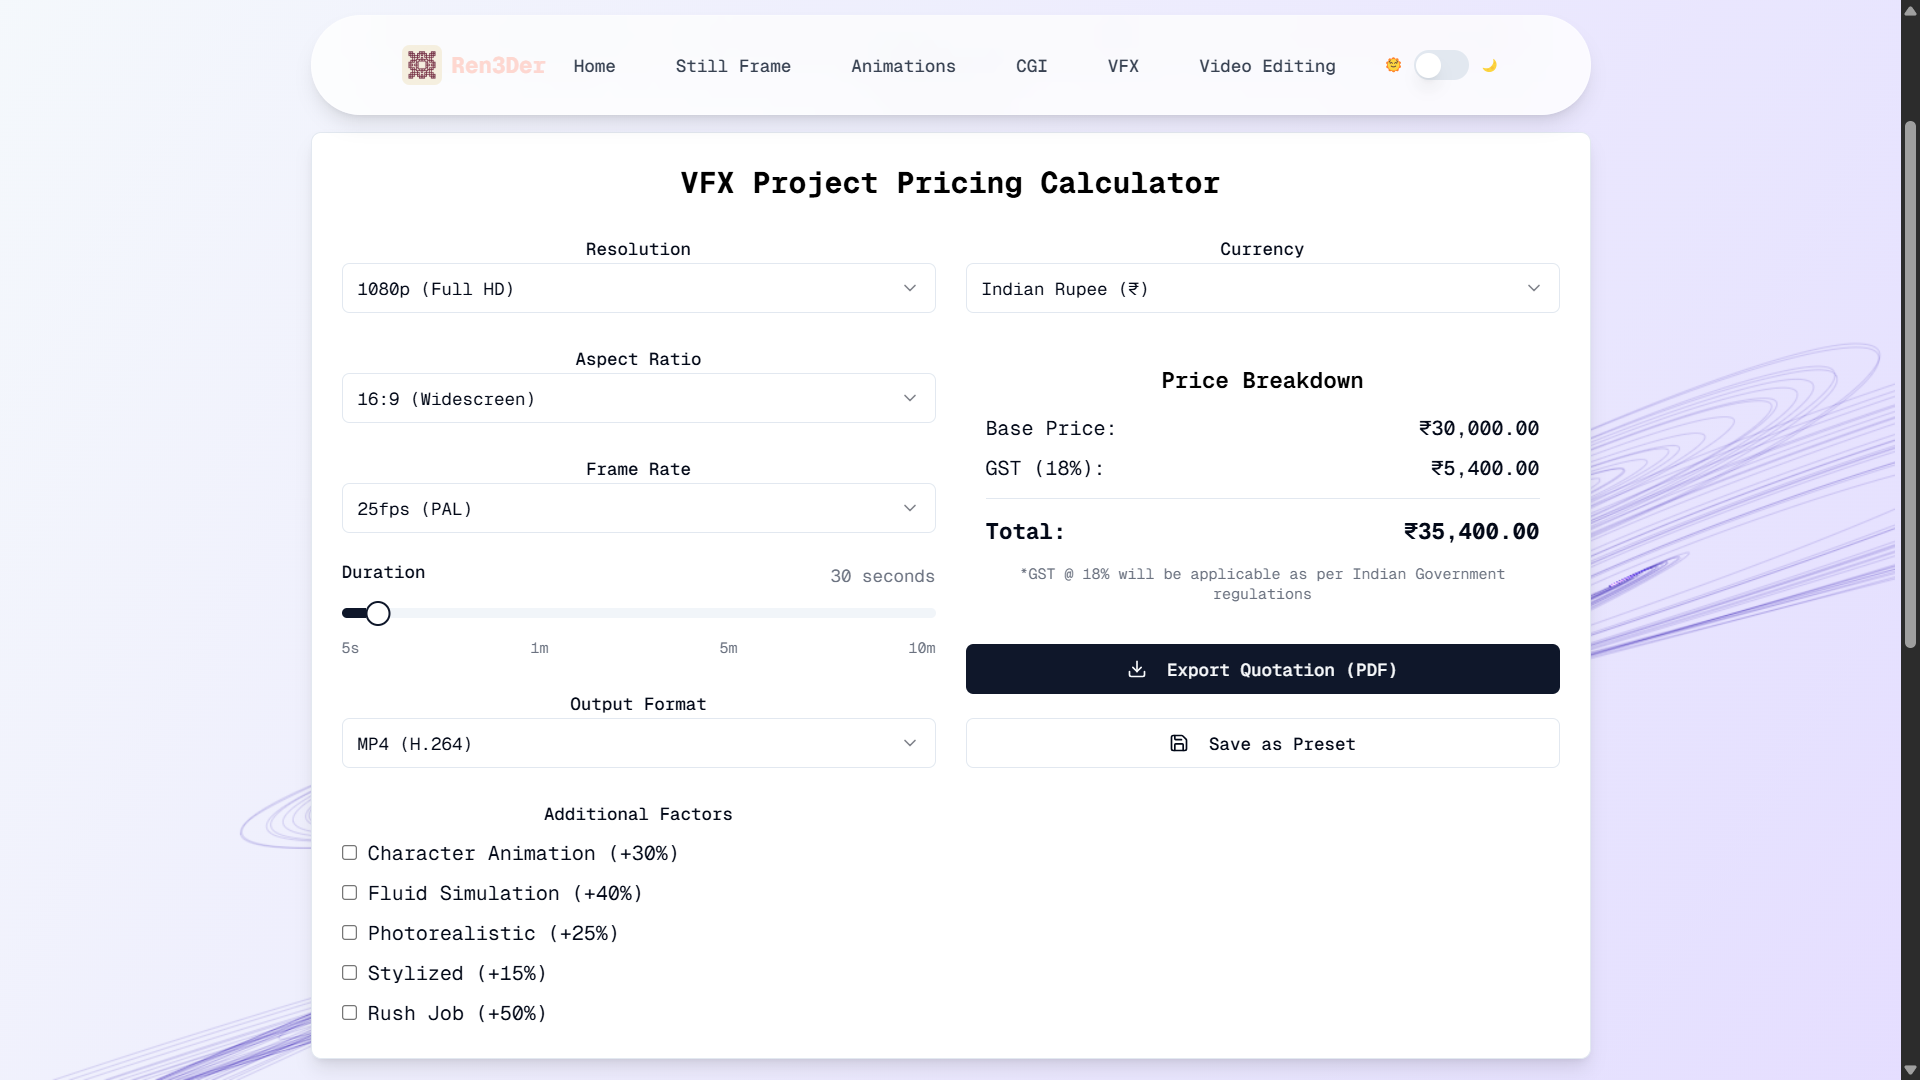 Ren3Der Home Still Frame Animations CGI VFX Video Editing
VFX Project Pricing Calculator
Resolution
1080p (Full HD)
Aspect Ratio
16:9 (Widescreen)
Frame Rate
25fps (PAL)
Duration
30 seconds
5s 1m 5m 10m
Output Format
MP4 (H.264)
Additional Factors
Character Animation (+30%)
Fluid Simulation (+40%)
Photorealistic (+25%)
Stylized (+15%)
Rush Job (+50%)
Currency
Indian Rupee (₹)
Price Breakdown
Base Price: ₹30,000.00
GST (18%): ₹5,400.00
Total: ₹35,400.00
*GST @ 18% will be applicable as per Indian Government
regulations
Export Quotation (PDF)
Save as Preset